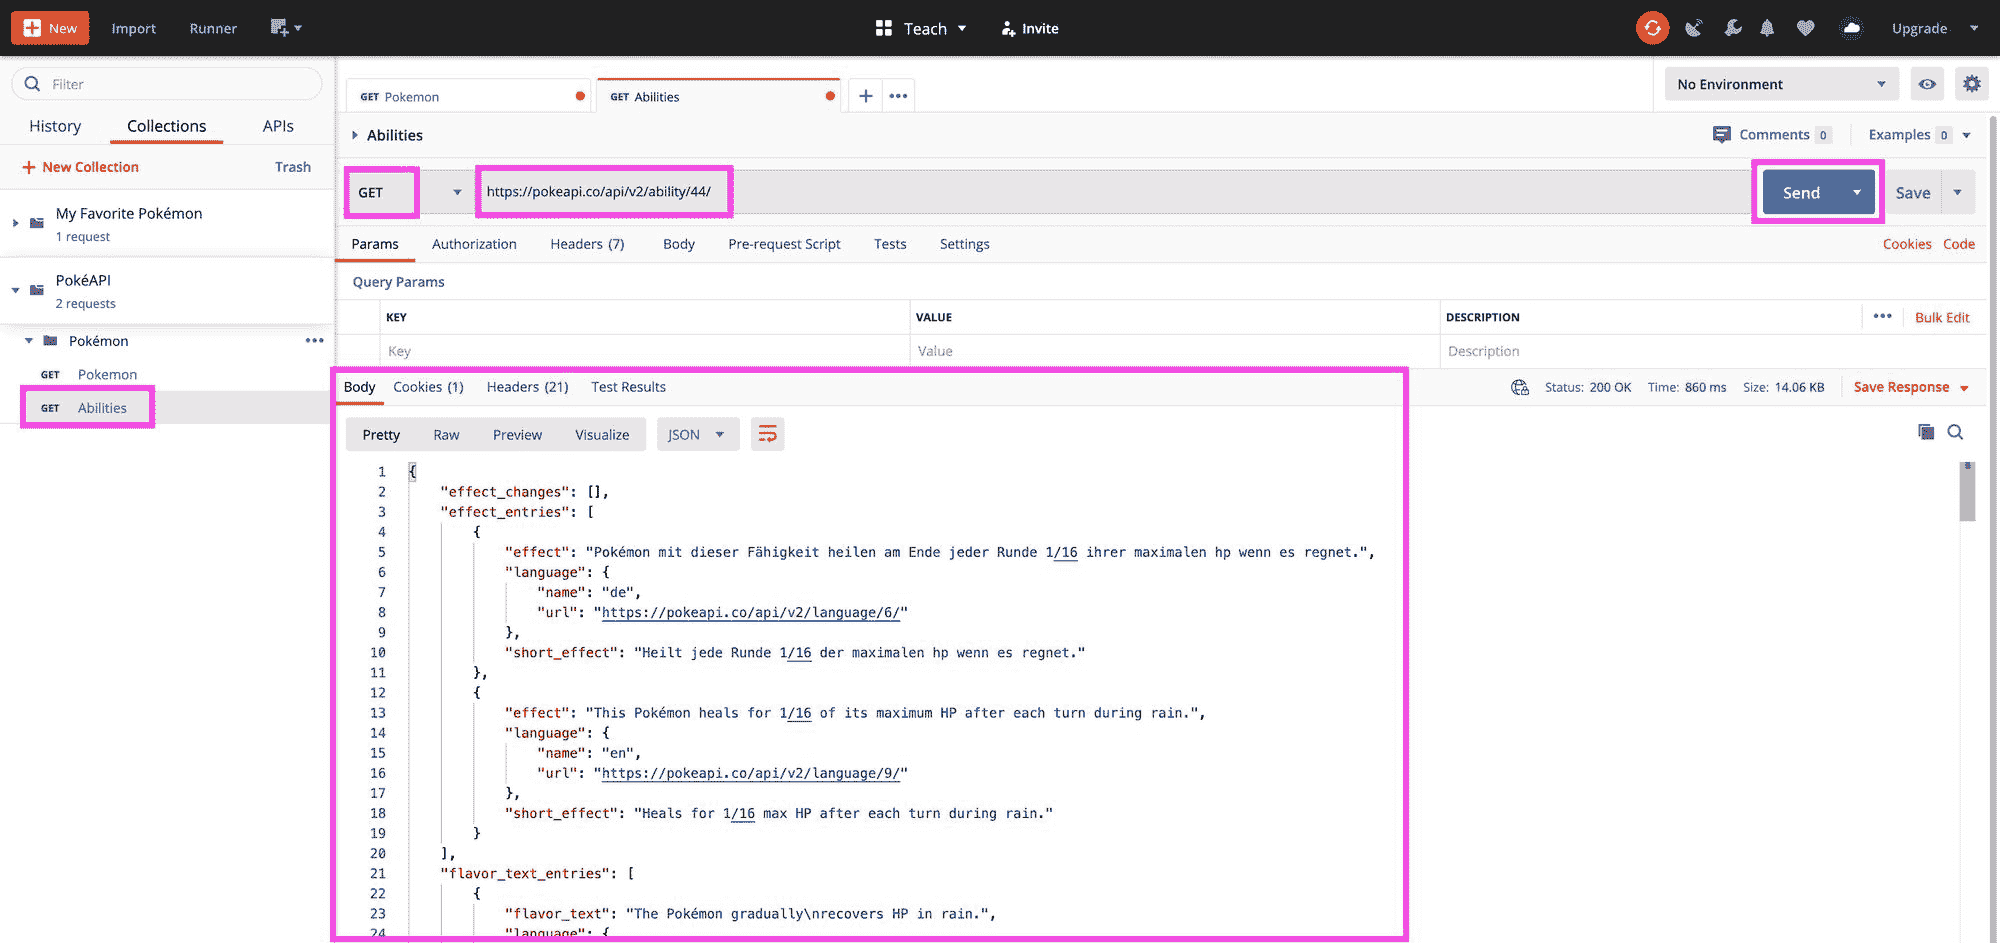 New Import Runner Teach Invite Upgrade
Filter
History Collections APIs
New Collection Trash
My Favorite Pokémon
1 request
PokéAPI
2 requests
Pokémon
GET Pokemon
GET Abilities
GET Pokemon GET Abilities No Environment
Abilities Comments 0 Examples 0
GET https://pokeapi.co/api/v2/ability/44/ Send Save
Params Authorization Headers (7) Body Pre-request Script Tests Settings Cookies Code
Query Params
KEY VALUE DESCRIPTION Bulk Edit
Key Value Description
Body Cookies (1) Headers (21) Test Results Status: 200 OK Time: 860 ms Size: 14.06 KB Save Response
Pretty Raw Preview Visualize JSON
1 {
2 "effect_changes": [],
3 "effect_entries": [
4 {
5 "effect": "Pokémon mit dieser Fähigkeit heilen am Ende jeder Runde 1/16 ihrer maximalen hp wenn es regnet.",
6 "language": {
7 "name": "de",
8 "url": "https://pokeapi.co/api/v2/language/6/"
9 },
10 "short_effect": "Heilt jede Runde 1/16 der maximalen hp wenn es regnet."
11 },
12 {
13 "effect": "This Pokémon heals for 1/16 of its maximum HP after each turn during rain.",
14 "language": {
15 "name": "en",
16 "url": "https://pokeapi.co/api/v2/language/9/"
17 },
18 "short_effect": "Heals for 1/16 max HP after each turn during rain."
19 }
20 ],
21 "flavor_text_entries": [
22 {
23 "flavor_text": "The Pokémon gradually\nrecovers HP in rain.",
24 "language": {